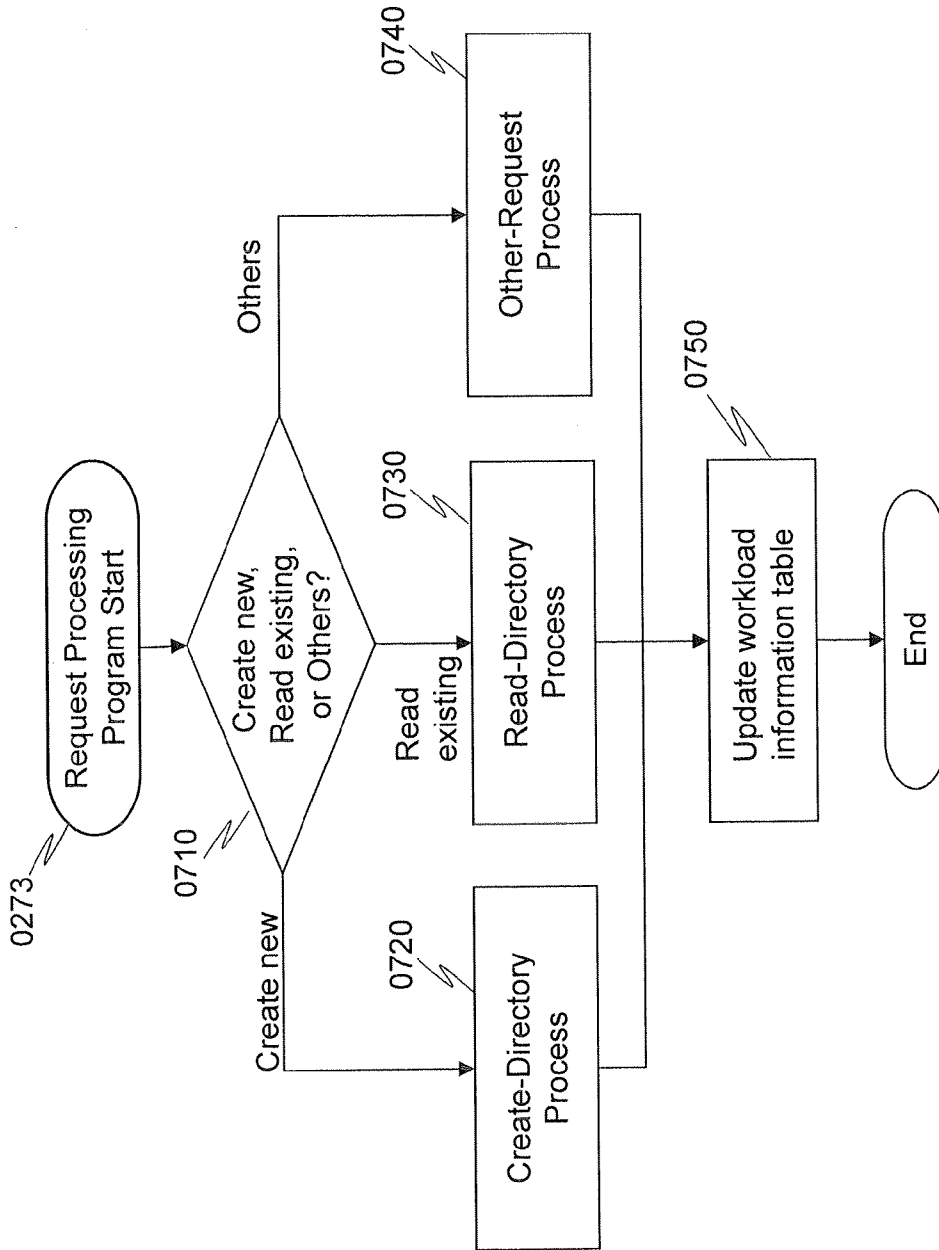 0273
Request Processing
Program Start
0710
Create new,
Read existing,
or Others?
Create new
Read
existing
Others
0720
Create-Directory
Process
0730
Read-Directory
Process
0740
Other-Request
Process
0750
Update workload
information table
End